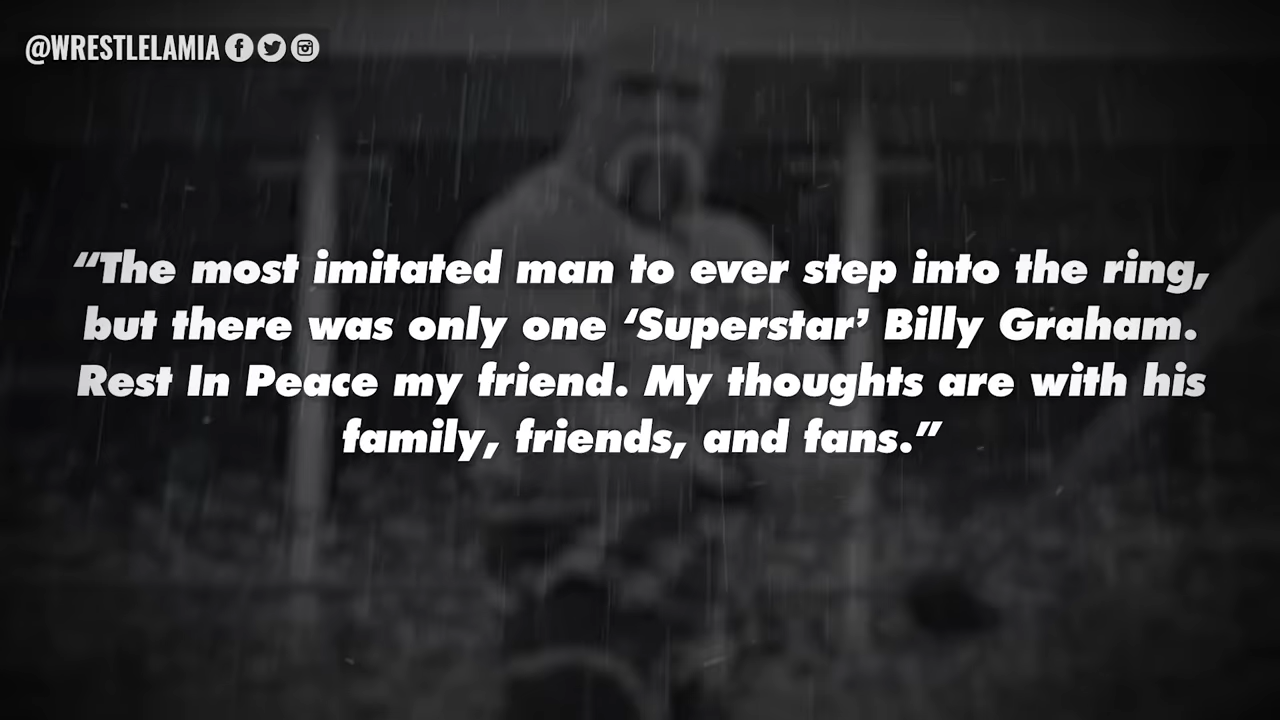 @WRESTLELAMIA
“The most imitated man to ever step into the ring,
but there was only one ‘Superstar’ Billy Graham.
Rest In Peace my friend. My thoughts are with his
family, friends, and fans.”